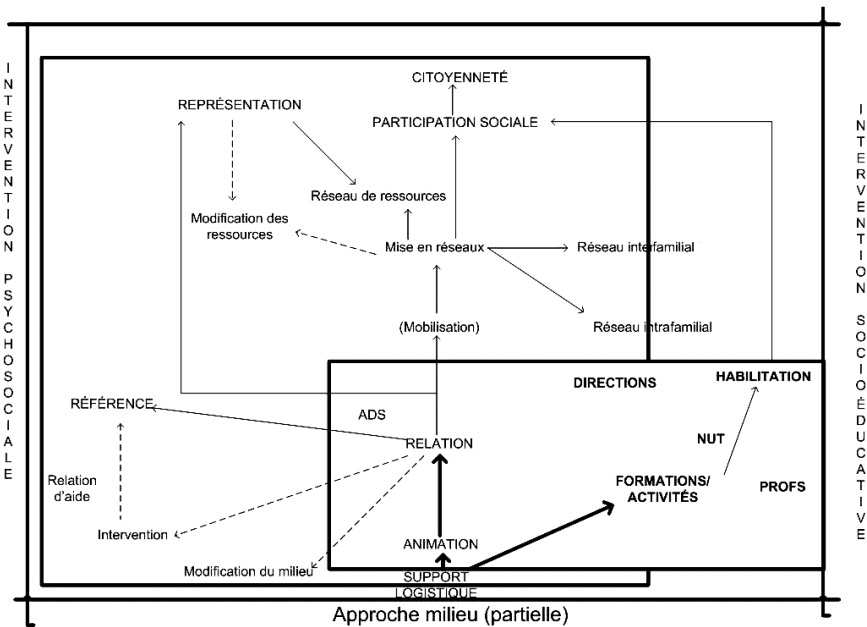 INTERVENTION PSYCHOSOCIALE
INTERVENTION SOCIOÉDUCATIVE
CITOYENNETÉ
REPRÉSENTATION
PARTICIPATION SOCIALE
Réseau de ressources
Modification des
ressources
Mise en réseaux
Réseau interfamilial
(Mobilisation)
Réseau intrafamilial
DIRECTIONS
HABILITATION
RÉFÉRENCE
ADS
RELATION
NUT
Relation
d'aide
FORMATIONS/
ACTIVITÉS
PROFS
Intervention
ANIMATION
Modification du milieu
SUPPORT
LOGISTIQUE
Approche milieu (partielle)